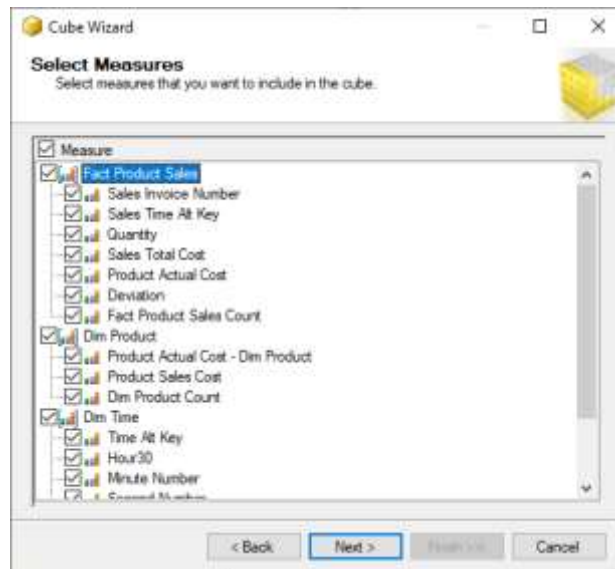 Cube Wizard
Select Measures
Select measures that you want to include in the cube.
Measure
Fact Product Sales
Sales Invoice Number
Sales Time Alt Key
Quantity
Sales Total Cost
Product Actual Cost
Deviation
Fact Product Sales Count
Dim Product
Product Actual Cost - Dim Product
Product Sales Cost
Dim Product Count
Dim Time
Time Alt Key
Hour30
Minute Number
Second Number
< Back
Next >
Cancel